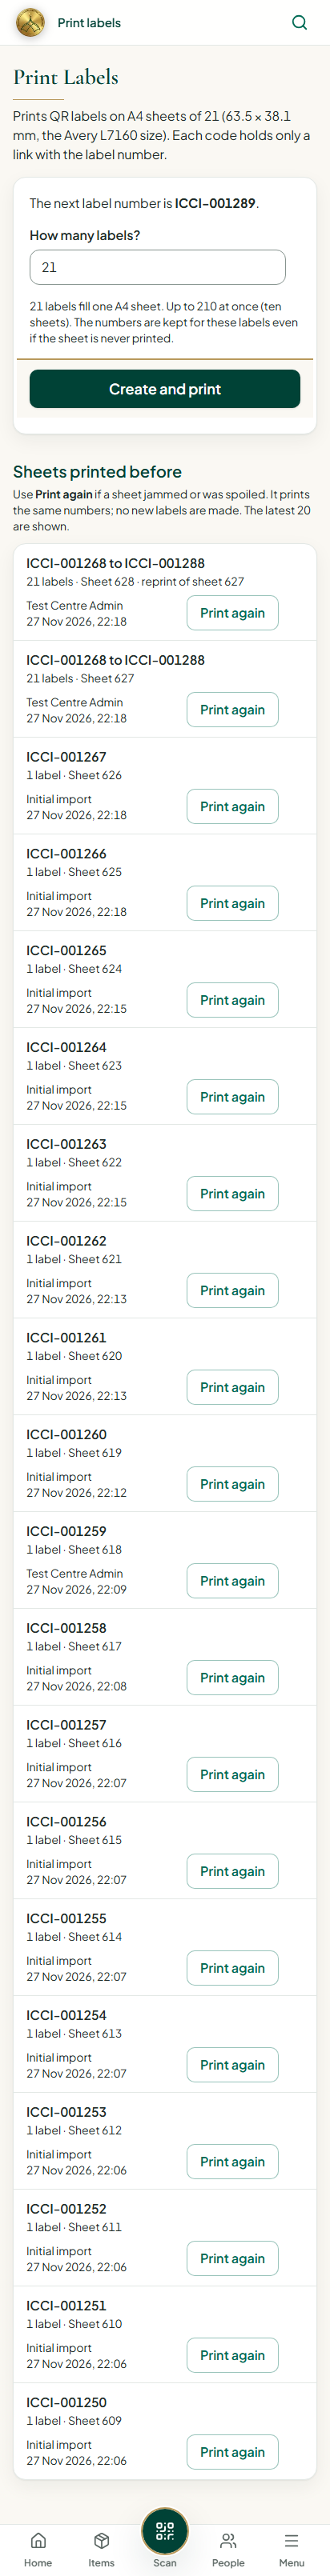 Print labels
Print Labels
Prints QR labels on A4 sheets of 21 (63.5 × 38.1
mm, the Avery L7160 size). Each code holds only a
link with the label number.
The next label number is ICCI-001289.
How many labels?
21
21 labels fill one A4 sheet. Up to 210 at once (ten
sheets). The numbers are kept for these labels even
if the sheet is never printed.
Create and print
Sheets printed before
Use Print again if a sheet jammed or was spoiled. It prints
the same numbers; no new labels are made. The latest 20
are shown.
ICCI-001268 to ICCI-001288
21 labels · Sheet 628 · reprint of sheet 627
Test Centre Admin
27 Nov 2026, 22:18
Print again
ICCI-001268 to ICCI-001288
21 labels · Sheet 627
Test Centre Admin
27 Nov 2026, 22:18
Print again
ICCI-001267
1 label · Sheet 626
Initial import
27 Nov 2026, 22:18
Print again
ICCI-001266
1 label · Sheet 625
Initial import
27 Nov 2026, 22:18
Print again
ICCI-001265
1 label · Sheet 624
Initial import
27 Nov 2026, 22:15
Print again
ICCI-001264
1 label · Sheet 623
Initial import
27 Nov 2026, 22:15
Print again
ICCI-001263
1 label · Sheet 622
Initial import
27 Nov 2026, 22:15
Print again
ICCI-001262
1 label · Sheet 621
Initial import
27 Nov 2026, 22:13
Print again
ICCI-001261
1 label · Sheet 620
Initial import
27 Nov 2026, 22:13
Print again
ICCI-001260
1 label · Sheet 619
Initial import
27 Nov 2026, 22:12
Print again
ICCI-001259
1 label · Sheet 618
Test Centre Admin
27 Nov 2026, 22:09
Print again
ICCI-001258
1 label · Sheet 617
Initial import
27 Nov 2026, 22:08
Print again
ICCI-001257
1 label · Sheet 616
Initial import
27 Nov 2026, 22:07
Print again
ICCI-001256
1 label · Sheet 615
Initial import
27 Nov 2026, 22:07
Print again
ICCI-001255
1 label · Sheet 614
Initial import
27 Nov 2026, 22:07
Print again
ICCI-001254
1 label · Sheet 613
Initial import
27 Nov 2026, 22:07
Print again
ICCI-001253
1 label · Sheet 612
Initial import
27 Nov 2026, 22:06
Print again
ICCI-001252
1 label · Sheet 611
Initial import
27 Nov 2026, 22:06
Print again
ICCI-001251
1 label · Sheet 610
Initial import
27 Nov 2026, 22:06
Print again
ICCI-001250
1 label · Sheet 609
Initial import
27 Nov 2026, 22:06
Print again
Home
Items
Scan
People
Menu